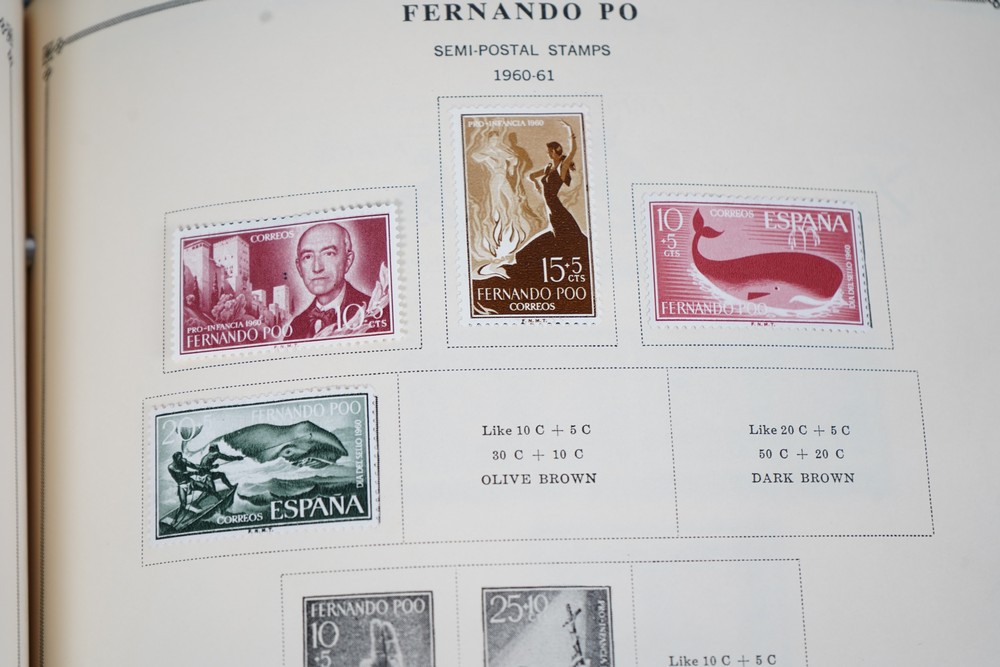 FERNANDO PO
SEMI-POSTAL STAMPS
1960-61
PRO-INFANCIA 1960
15+5
CTS
FERNANDO POO
CORREOS
F.N.M.T.
CORREOS
PRO-INFANCIA 1960
FERNANDO POO
10+5 CTS
10
+5
CTS
CORREOS
ESPAÑA
DIA DEL SELLO 1960
FERNANDO POO
F.N.M.T.
20+5
FERNANDO POO
DIA DEL SELLO 1960
CORREOS ESPAÑA
F.N.M.T.
Like 10 C + 5 C
30 C + 10 C
OLIVE BROWN
Like 20 C + 5 C
50 C + 20 C
DARK BROWN
FERNANDO POO
10
+5
25+10
Like 10 C + 5 C